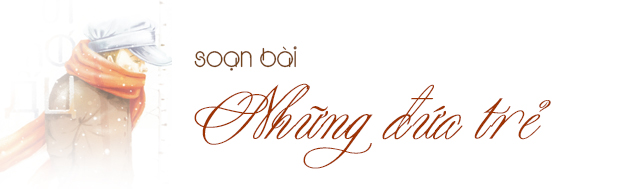 soạn bài
Những đứa trẻ